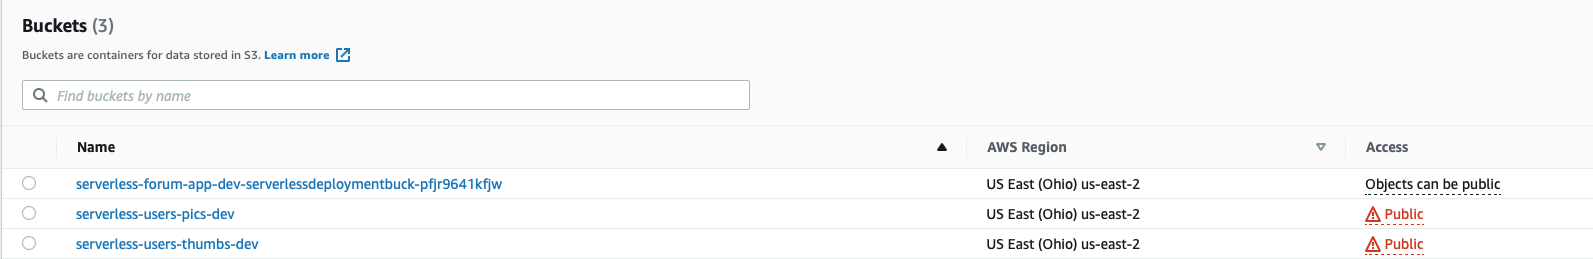 Buckets (3)
Buckets are containers for data stored in S3. Learn more
Find buckets by name
Name AWS Region Access
serverless-forum-app-dev-serverlessdeploymentbuck-pfjr9641kfjw US East (Ohio) us-east-2 Objects can be public
serverless-users-pics-dev US East (Ohio) us-east-2 Public
serverless-users-thumbs-dev US East (Ohio) us-east-2 Public